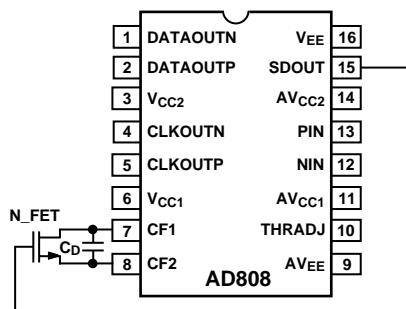 1 DATAOUTN VEE 16
2 DATAOUTP SDOUT 15
3 VCC2 AVCC2 14
4 CLKOUTN PIN 13
5 CLKOUTP NIN 12
6 VCC1 AVCC1 11
N_FET
7 CF1 THRADJ 10
CD
8 CF2 AVEE 9
AD808